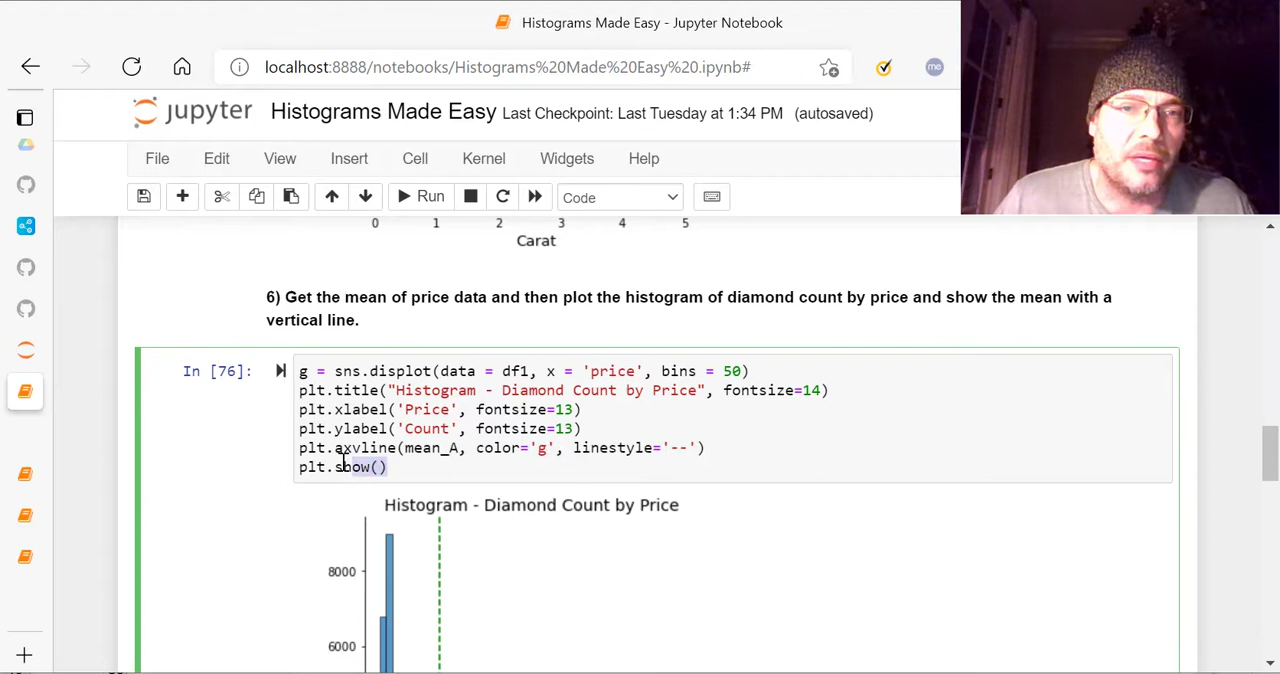 Histograms Made Easy - Jupyter Notebook
localhost:8888/notebooks/Histograms%20Made%20Easy%20.ipynb#
me
jupyter Histograms Made Easy Last Checkpoint: Last Tuesday at 1:34 PM (autosaved)
File Edit View Insert Cell Kernel Widgets Help
Run Code
0 1 2 3 4 5
Carat
6) Get the mean of price data and then plot the histogram of diamond count by price and show the mean with a
vertical line.
In [76]:
g = sns.displot(data = df1, x = 'price', bins = 50)
plt.title("Histogram - Diamond Count by Price", fontsize=14)
plt.xlabel('Price', fontsize=13)
plt.ylabel('Count', fontsize=13)
plt.axvline(mean_A, color='g', linestyle='--')
plt.show()
Histogram - Diamond Count by Price
8000
6000